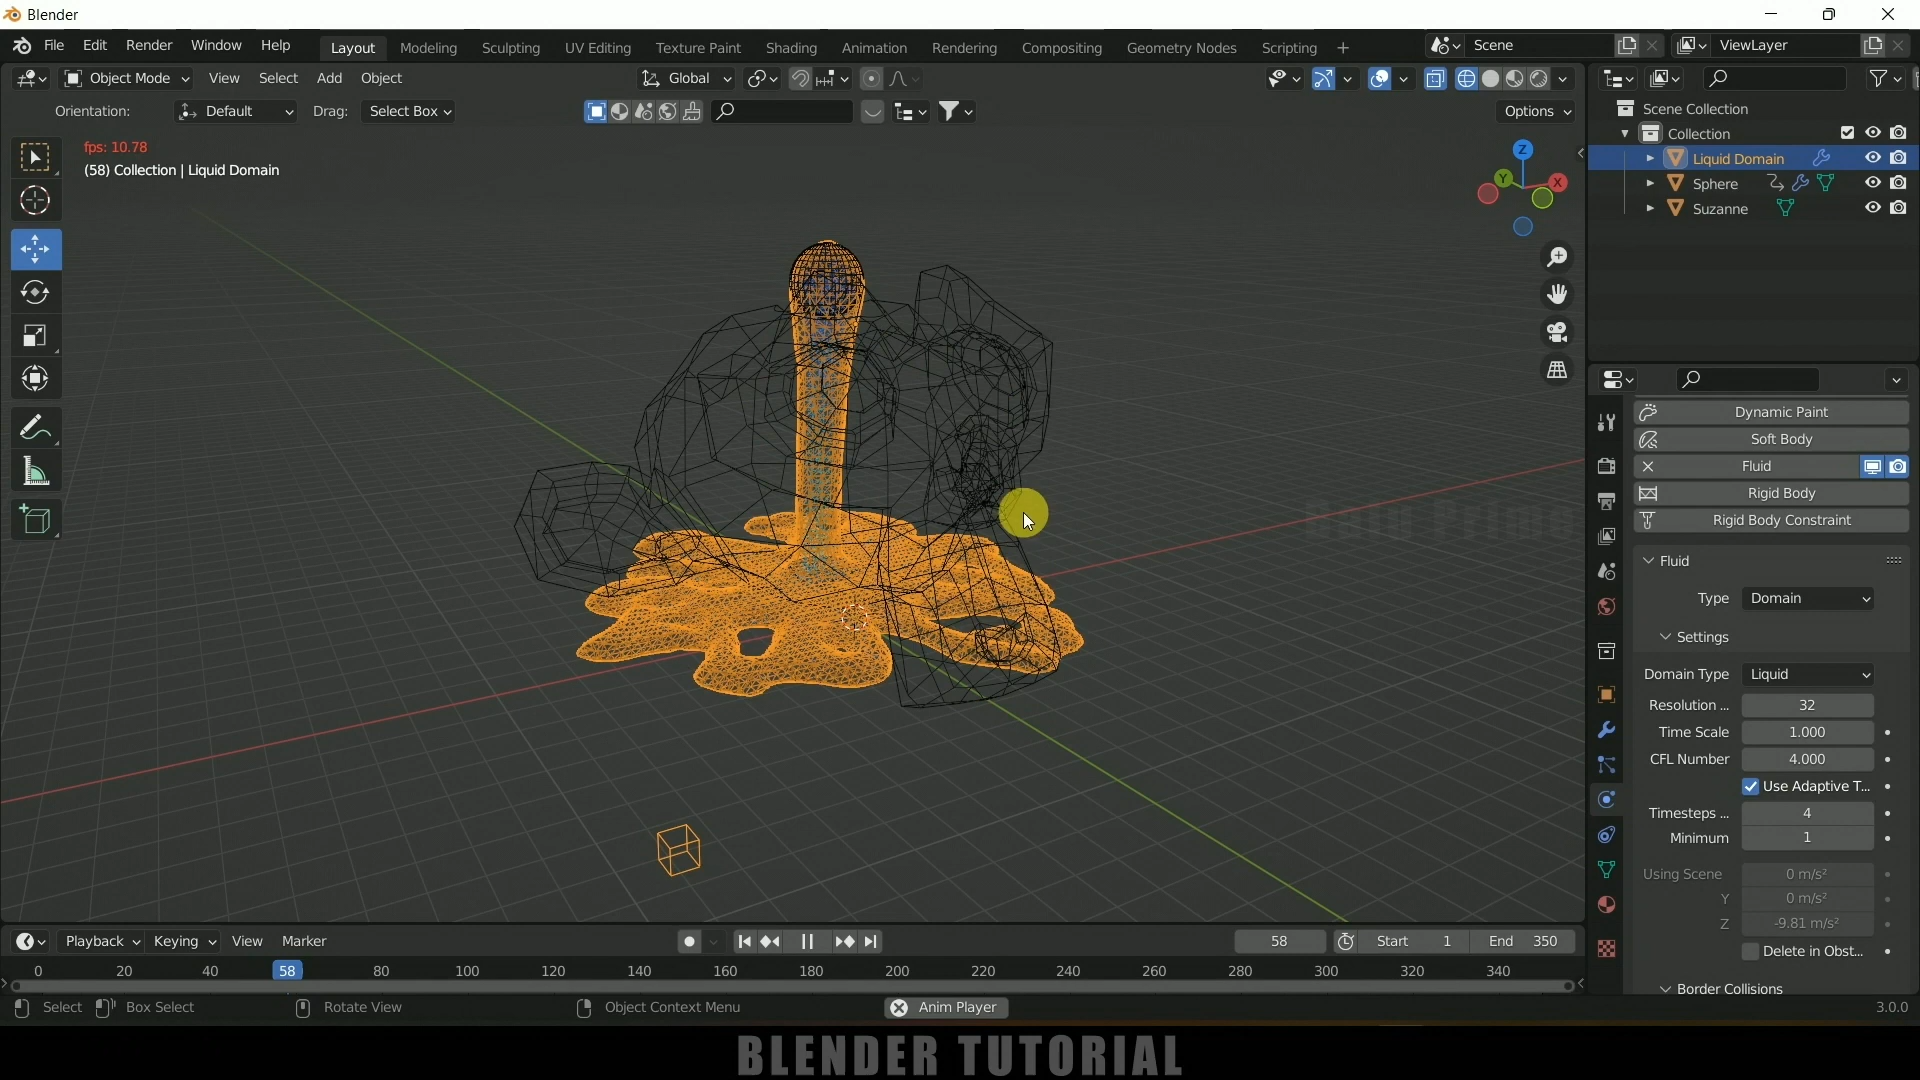 Blender
File Edit Render Window Help Layout Modeling Sculpting UV Editing Texture Paint Shading Animation Rendering Compositing Geometry Nodes Scripting + Scene ViewLayer
Object Mode View Select Add Object Global
Orientation: Default Drag: Select Box Options
fps: 10.78
(58) Collection | Liquid Domain
Z
Y
X
Scene Collection
Collection
Liquid Domain
Sphere
Suzanne
Dynamic Paint
Soft Body
Fluid
Rigid Body
Rigid Body Constraint
Fluid
Type Domain
Settings
Domain Type Liquid
Resolution ... 32
Time Scale 1.000
CFL Number 4.000
Use Adaptive T...
Timesteps ... 4
Minimum 1
Using Scene 0 m/s²
Y 0 m/s²
Z -9.81 m/s²
Delete in Obst...
Border Collisions
Playback Keying View Marker 58 Start 1 End 350
0 20 40 58 80 100 120 140 160 180 200 220 240 260 280 300 320 340
Select Box Select Rotate View Object Context Menu Anim Player 3.0.0
BLENDER TUTORIAL